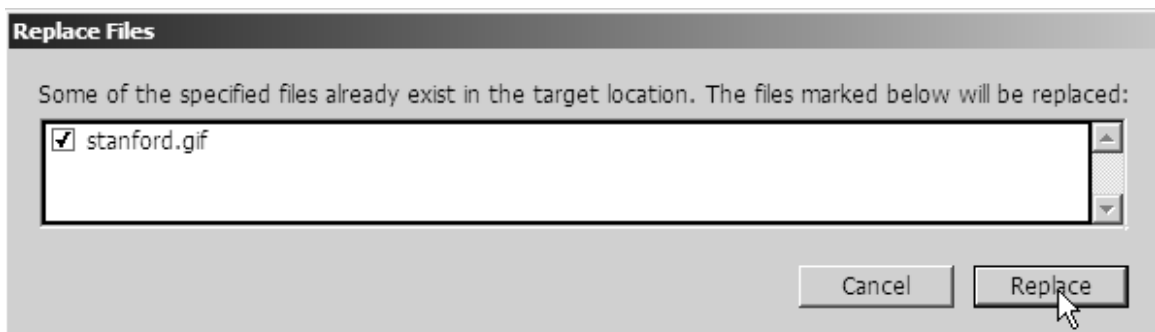 Replace Files
Some of the specified files already exist in the target location. The files marked below will be replaced:
stanford.gif
Cancel Replace